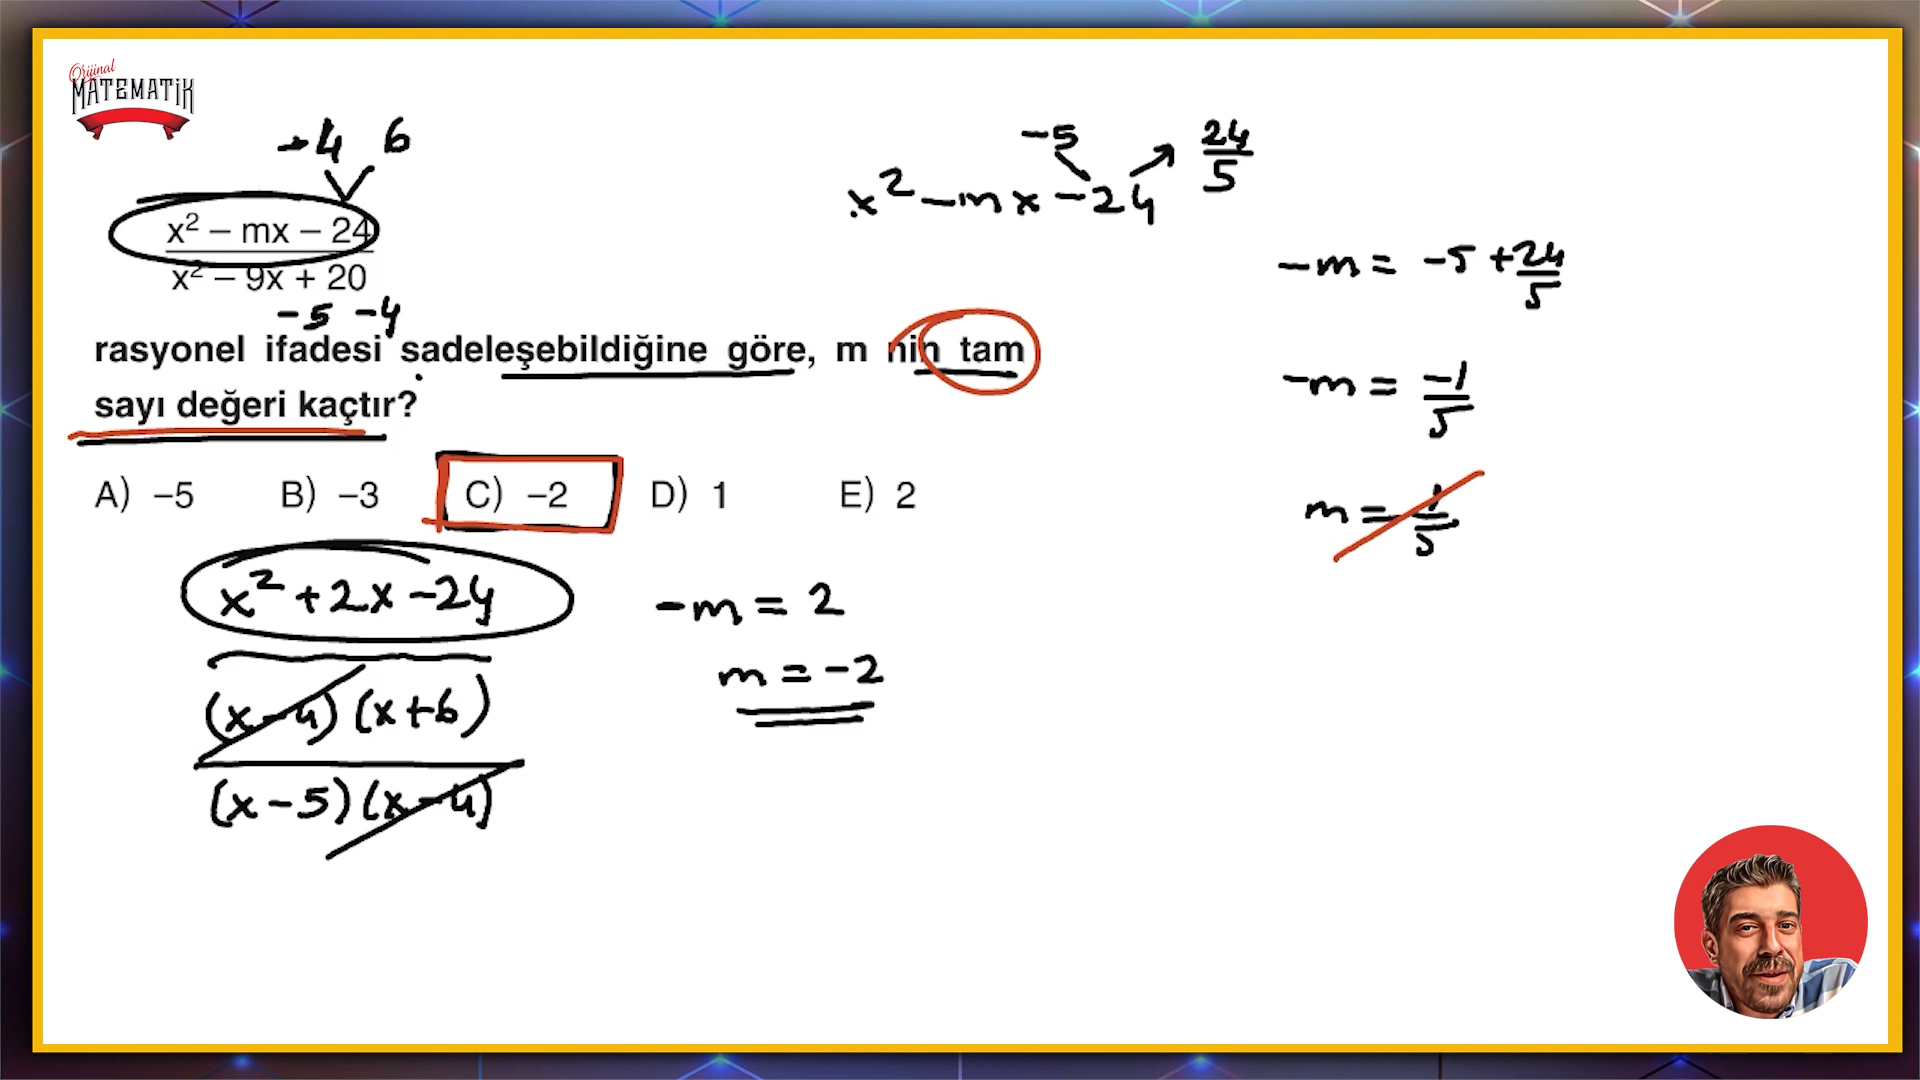 Orijinal
MATEMATİK
-4 6
x² – mx – 24
x² – 9x + 20
-5 -4
rasyonel ifadesi sadeleşebildiğine göre, m nin tam
sayı değeri kaçtır?
A) –5 B) –3 C) –2 D) 1 E) 2
x² + 2x - 24
(x-4)(x+6)
(x-5)(x-4)
-m = 2
m = -2
-5 24/5
x² - mx - 24
-m = -5 + 24/5
-m = -1/5
m = 1/5